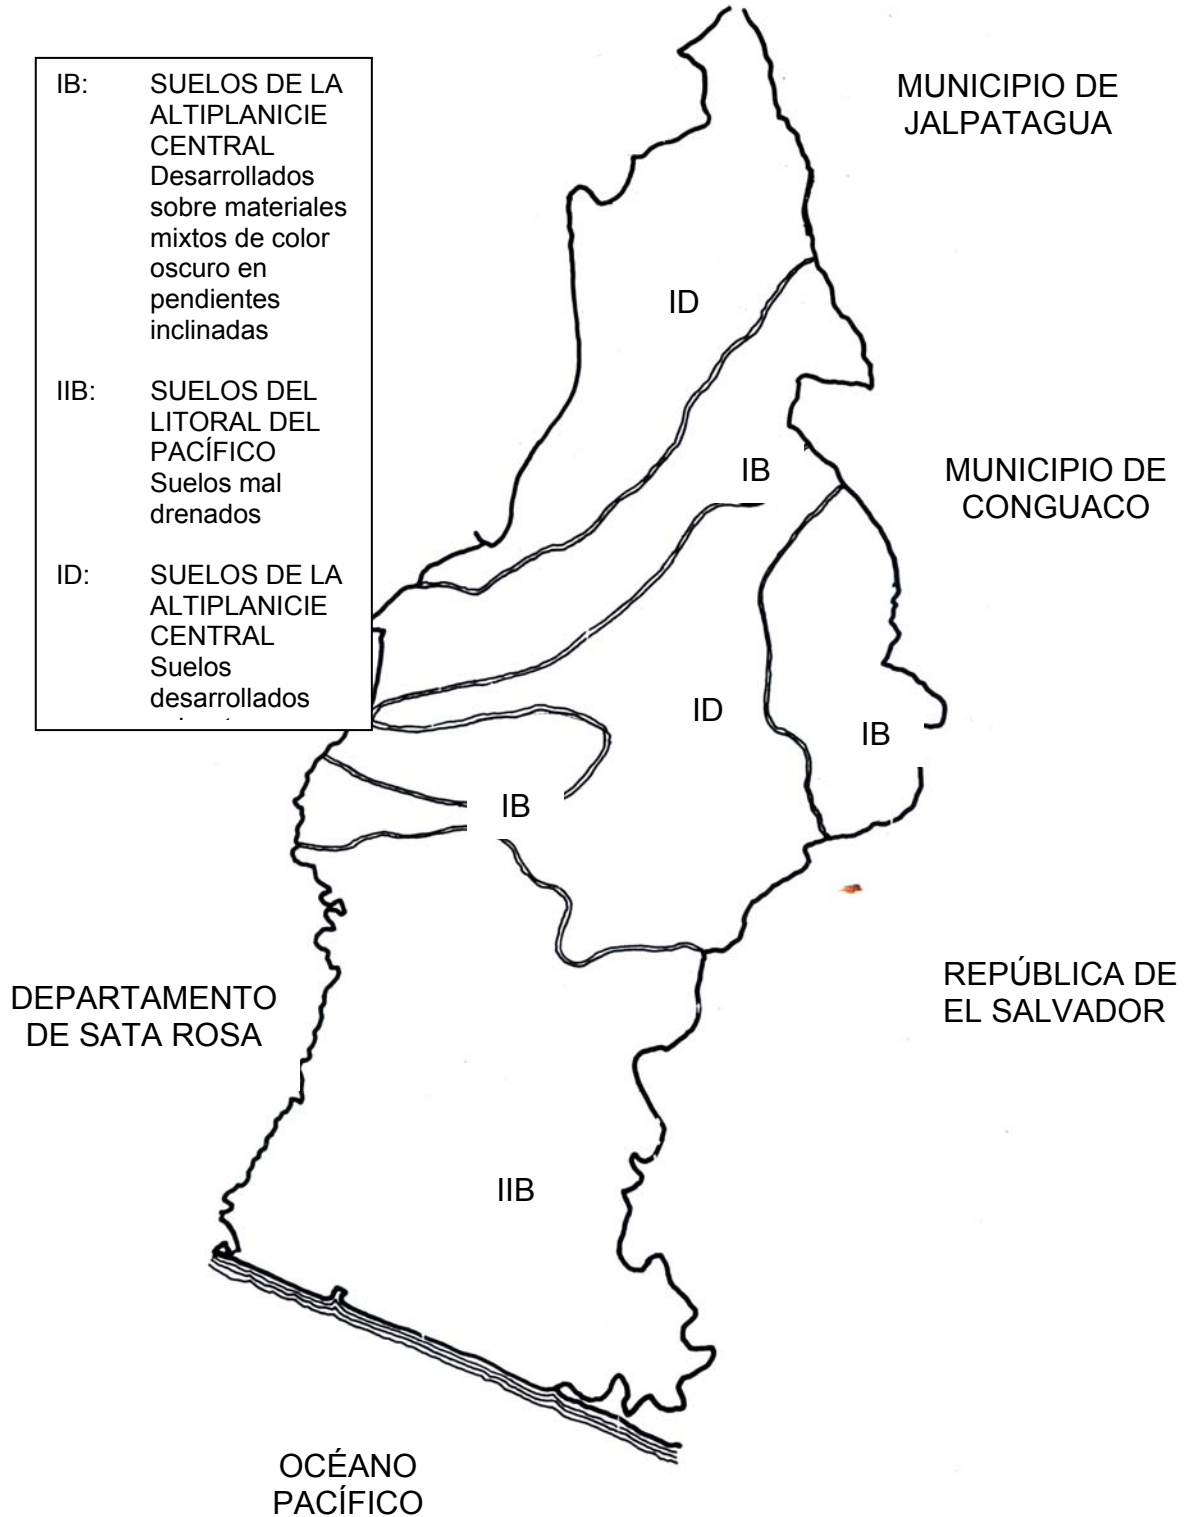 IB: SUELOS DE LA
ALTIPLANICIE
CENTRAL
Desarrollados
sobre materiales
mixtos de color
oscuro en
pendientes
inclinadas
IIB: SUELOS DEL
LITORAL DEL
PACÍFICO
Suelos mal
drenados
ID: SUELOS DE LA
ALTIPLANICIE
CENTRAL
Suelos
desarrollados
MUNICIPIO DE
JALPATAGUA
ID
IB
MUNICIPIO DE
CONGUACO
ID
IB
IB
DEPARTAMENTO
DE SATA ROSA
REPÚBLICA DE
EL SALVADOR
IIB
OCÉANO
PACÍFICO